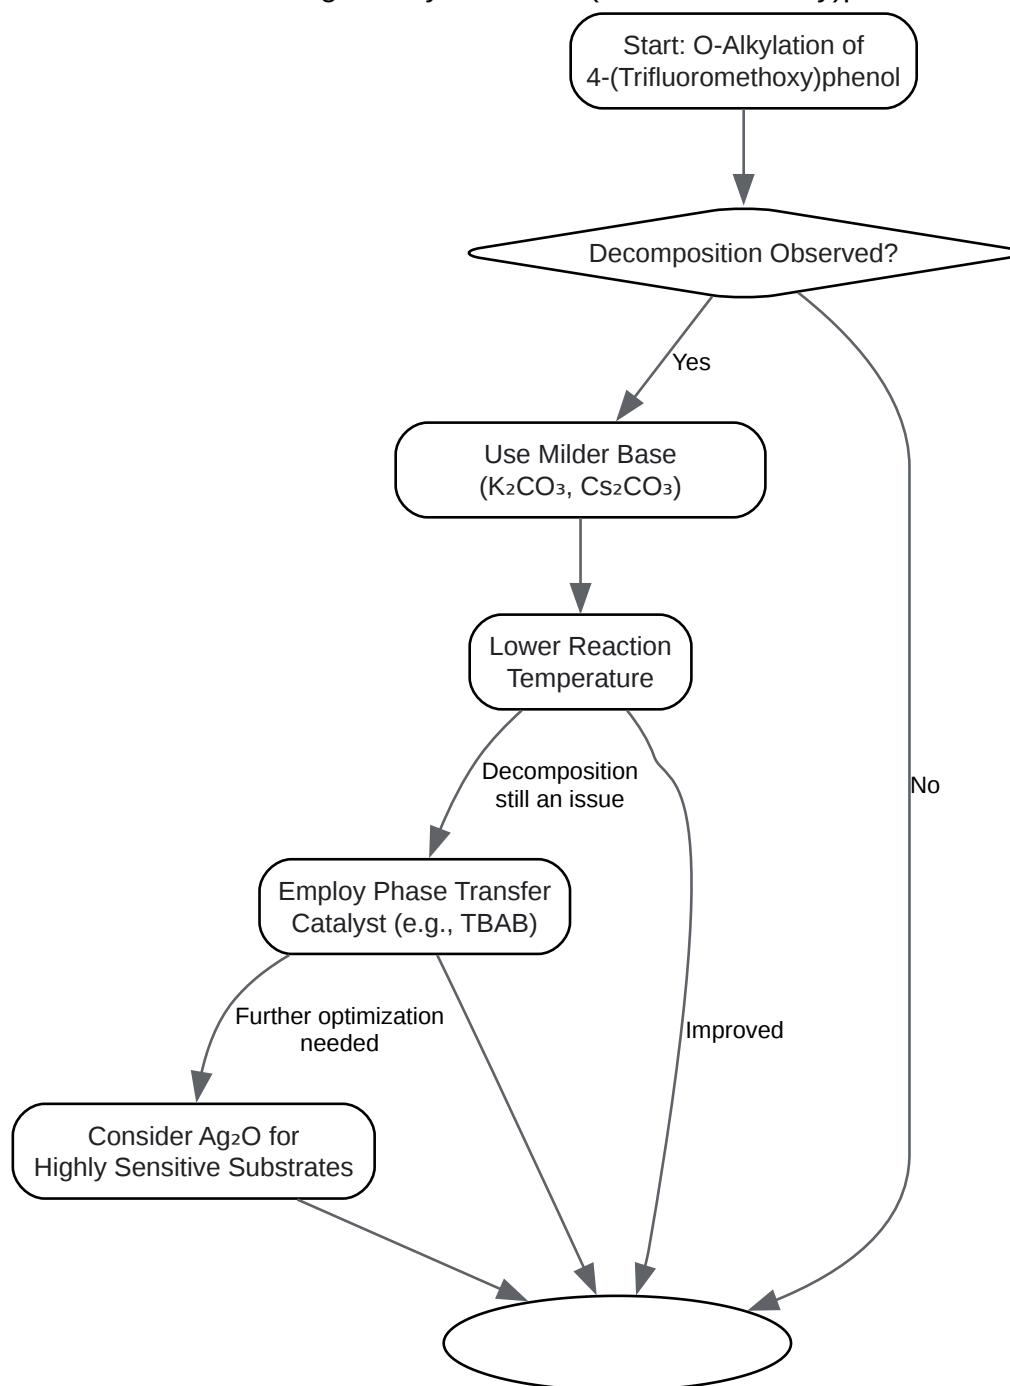 Start: O-Alkylation of
4-(Trifluoromethoxy)phenol
Decomposition Observed?
Yes
Use Milder Base
(K₂CO₃, Cs₂CO₃)
Lower Reaction
Temperature
Decomposition
still an issue
No
Employ Phase Transfer
Catalyst (e.g., TBAB)
Further optimization
needed
Improved
Consider Ag₂O for
Highly Sensitive Substrates